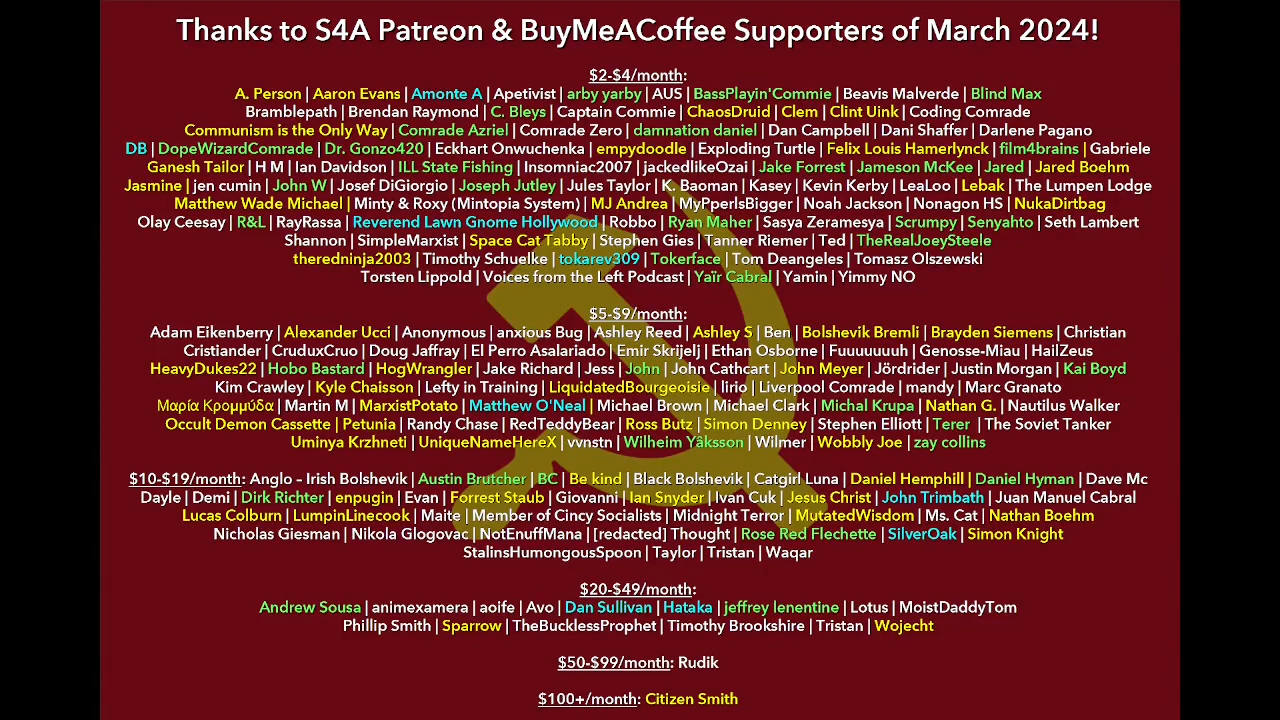 Thanks to S4A Patreon & BuyMeACoffee Supporters of March 2024!
$2-$4/month:
A. Person | Aaron Evans | Amonte A | Apetivist | arby yarby | AUS | BassPlayin'Commie | Beavis Malverde | Blind Max
Bramblepath | Brendan Raymond | C. Bleys | Captain Commie | ChaosDruid | Clem | Clint Uink | Coding Comrade
Communism is the Only Way | Comrade Azriel | Comrade Zero | damnation daniel | Dan Campbell | Dani Shaffer | Darlene Pagano
DB | DopeWizardComrade | Dr. Gonzo420 | Eckhart Onwuchenka | empydoodle | Exploding Turtle | Felix Louis Hamerlynck | film4brains | Gabriele
Ganesh Tailor | H M | Ian Davidson | ILL State Fishing | Insomniac2007 | jackedlikeOzai | Jake Forrest | Jameson McKee | Jared | Jared Boehm
Jasmine | jen cumin | John W | Josef DiGiorgio | Joseph Jutley | Jules Taylor | K. Baoman | Kasey | Kevin Kerby | LeaLoo | Lebak | The Lumpen Lodge
Matthew Wade Michael | Minty & Roxy (Mintopia System) | MJ Andrea | MyPperlsBigger | Noah Jackson | Nonagon HS | NukaDirtbag
Olay Ceesay | R&L | RayRassa | Reverend Lawn Gnome Hollywood | Robbo | Ryan Maher | Sasya Zeramesya | Scrumpy | Senyahto | Seth Lambert
Shannon | SimpleMarxist | Space Cat Tabby | Stephen Gies | Tanner Riemer | Ted | TheRealJoeySteele
theredninja2003 | Timothy Schuelke | tokarev309 | Tokerface | Tom Deangeles | Tomasz Olszewski
Torsten Lippold | Voices from the Left Podcast | Yaïr Cabral | Yamin | Yimmy NO
$5-$9/month:
Adam Eikenberry | Alexander Ucci | Anonymous | anxious Bug | Ashley Reed | Ashley S | Ben | Bolshevik Bremli | Brayden Siemens | Christian
Cristiander | CruduxCruo | Doug Jaffray | El Perro Asalariado | Emir Skrijelj | Ethan Osborne | Fuuuuuuuh | Genosse-Miau | HailZeus
HeavyDukes22 | Hobo Bastard | HogWrangler | Jake Richard | Jess | John | John Cathcart | John Meyer | Jördrider | Justin Morgan | Kai Boyd
Kim Crawley | Kyle Chaisson | Lefty in Training | LiquidatedBourgeoisie | lirio | Liverpool Comrade | mandy | Marc Granato
Μαρία Κρομμύδα | Martin M | MarxistPotato | Matthew O'Neal | Michael Brown | Michael Clark | Michal Krupa | Nathan G. | Nautilus Walker
Occult Demon Cassette | Petunia | Randy Chase | RedTeddyBear | Ross Butz | Simon Denney | Stephen Elliott | Terer | The Soviet Tanker
Uminya Krzhneti | UniqueNameHereX | vvnstn | Wilheim Yâksson | Wilmer | Wobbly Joe | zay collins
$10-$19/month: Anglo – Irish Bolshevik | Austin Brutcher | BC | Be kind | Black Bolshevik | Catgirl Luna | Daniel Hemphill | Daniel Hyman | Dave Mc
Dayle | Demi | Dirk Richter | enpugin | Evan | Forrest Staub | Giovanni | Ian Snyder | Ivan Cuk | Jesus Christ | John Trimbath | Juan Manuel Cabral
Lucas Colburn | LumpinLinecook | Maite | Member of Cincy Socialists | Midnight Terror | MutatedWisdom | Ms. Cat | Nathan Boehm
Nicholas Giesman | Nikola Glogovac | NotEnuffMana | [redacted] Thought | Rose Red Flechette | SilverOak | Simon Knight
StalinsHumongousSpoon | Taylor | Tristan | Waqar
$20-$49/month:
Andrew Sousa | animexamera | aoife | Avo | Dan Sullivan | Hataka | jeffrey lenentine | Lotus | MoistDaddyTom
Phillip Smith | Sparrow | TheBucklessProphet | Timothy Brookshire | Tristan | Wojecht
$50-$99/month: Rudik
$100+/month: Citizen Smith